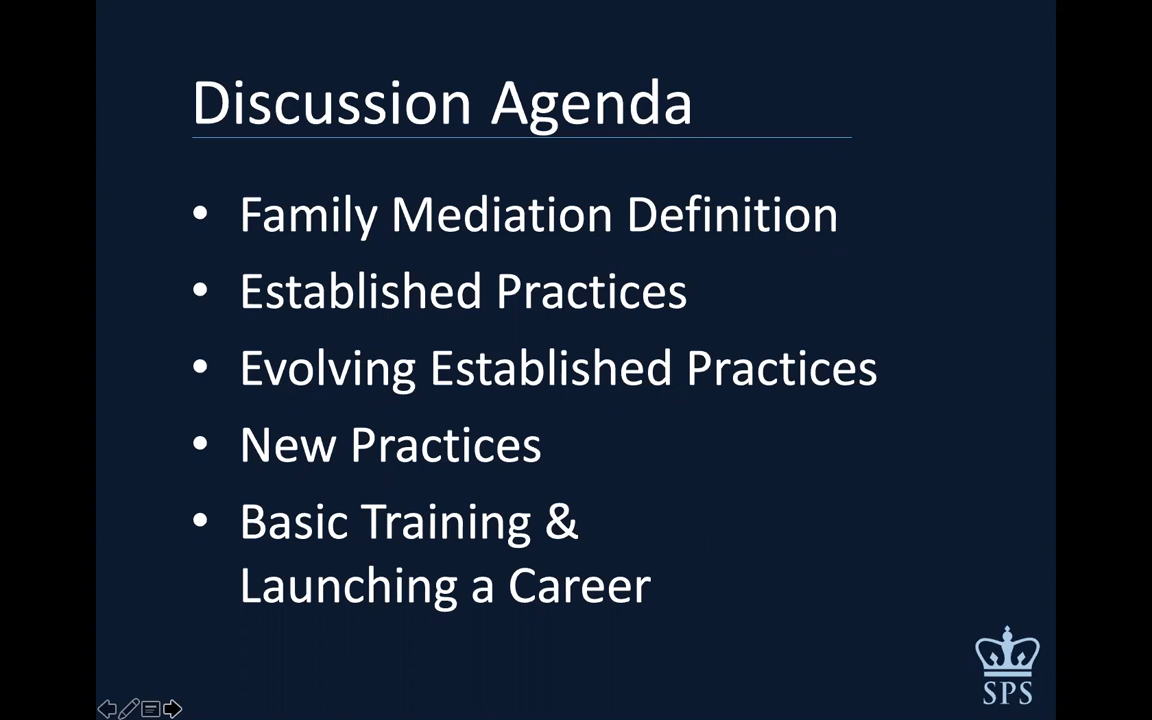 Discussion Agenda
• Family Mediation Definition
• Established Practices
• Evolving Established Practices
• New Practices
• Basic Training &
Launching a Career
SPS